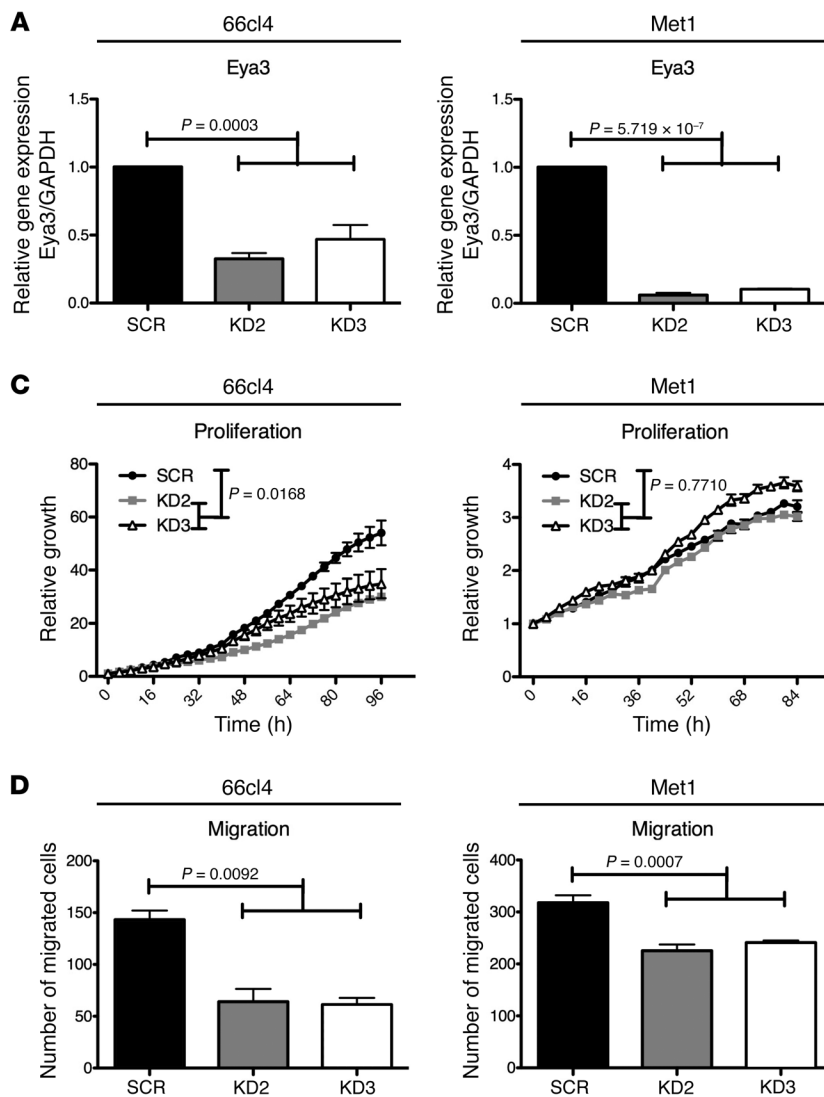 A
66cl4
Eya3
Relative gene expression
Eya3/GAPDH
1.5
1.0
0.5
0.0
P = 0.0003
SCR
KD2
KD3
Met1
Eya3
Relative gene expression
Eya3/GAPDH
1.5
1.0
0.5
0.0
P = 5.719 × 10⁻⁷
SCR
KD2
KD3
C
66cl4
Proliferation
Relative growth
80
60
40
20
0
SCR
KD2
KD3
P = 0.0168
0
16
32
48
64
80
96
Time (h)
Met1
Proliferation
Relative growth
4
3
2
1
0
SCR
KD2
KD3
P = 0.7710
0
16
36
52
68
84
Time (h)
D
66cl4
Migration
Number of migrated cells
200
150
100
50
0
P = 0.0092
SCR
KD2
KD3
Met1
Migration
Number of migrated cells
400
300
200
100
0
P = 0.0007
SCR
KD2
KD3